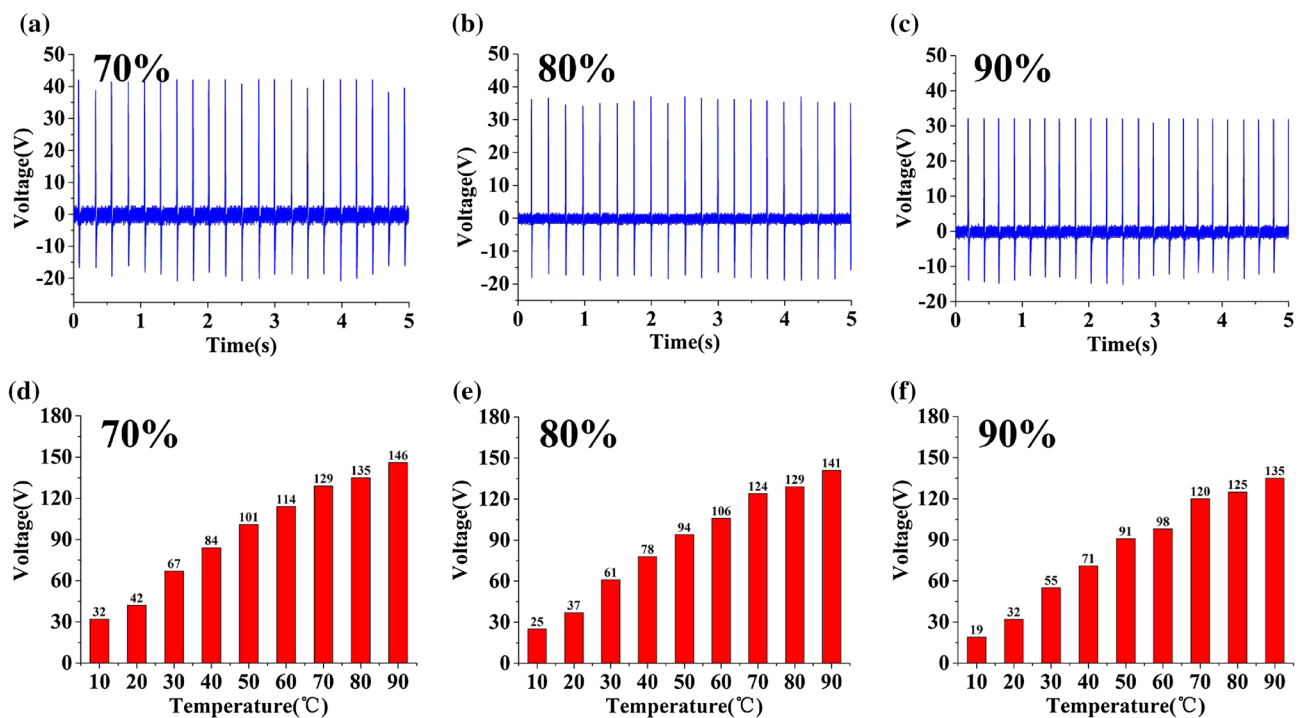 (a)
70%
50
40
30
20
10
0
-10
-20
Voltage(V)
0 1 2 3 4 5
Time(s)
(b)
80%
50
40
30
20
10
0
-10
-20
Voltage(V)
0 1 2 3 4 5
Time(s)
(c)
90%
50
40
30
20
10
0
-10
-20
Voltage(V)
0 1 2 3 4 5
Time(s)
(d)
70%
180
150
120
90
60
30
0
Voltage(V)
32 42 67 84 101 114 129 135 146
10 20 30 40 50 60 70 80 90
Temperature(℃)
(e)
80%
180
150
120
90
60
30
0
Voltage(V)
25 37 61 78 94 106 124 129 141
10 20 30 40 50 60 70 80 90
Temperature(℃)
(f)
90%
180
150
120
90
60
30
0
Voltage(V)
19 32 55 71 91 98 120 125 135
10 20 30 40 50 60 70 80 90
Temperature(℃)